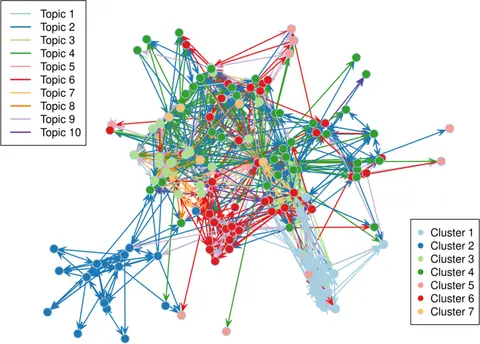 Topic 1
Topic 2
Topic 3
Topic 4
Topic 5
Topic 6
Topic 7
Topic 8
Topic 9
Topic 10
Cluster 1
Cluster 2
Cluster 3
Cluster 4
Cluster 5
Cluster 6
Cluster 7